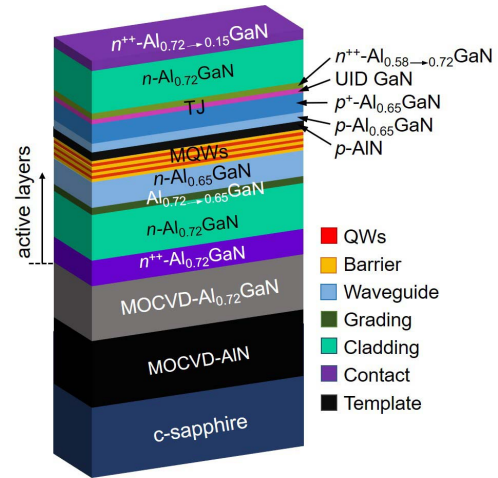 n⁺⁺-Al₀.₇₂→₀.₁₅GaN
n-Al₀.₇₂GaN
TJ
MQWs
n-Al₀.₆₅GaN
Al₀.₇₂→₀.₆₅GaN
n-Al₀.₇₂GaN
n⁺⁺-Al₀.₇₂GaN
MOCVD-Al₀.₇₂GaN
MOCVD-AlN
c-sapphire
active layers
n⁺⁺-Al₀.₅₈→₀.₇₂GaN
UID GaN
p⁺-Al₀.₆₅GaN
p-Al₀.₆₅GaN
p-AlN
QWs
Barrier
Waveguide
Grading
Cladding
Contact
Template